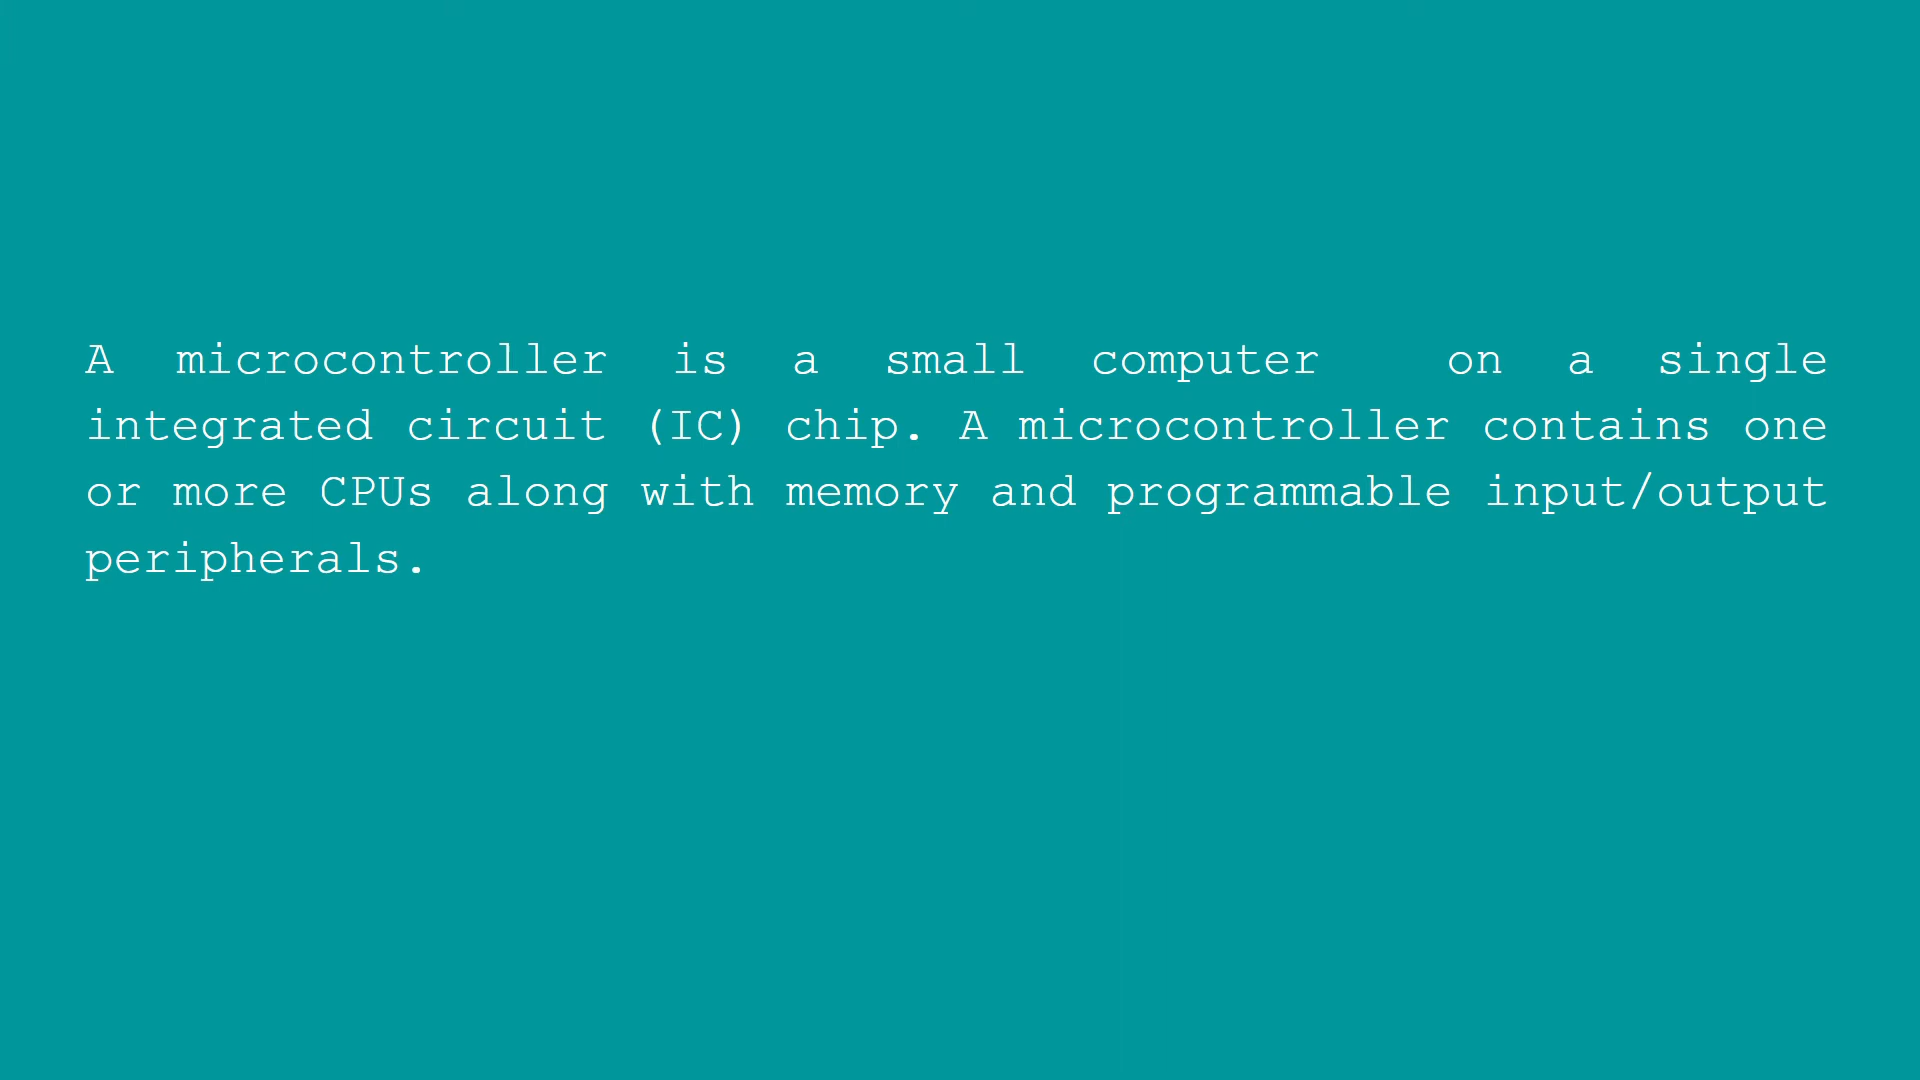 A microcontroller is a small computer  on a single
integrated circuit (IC) chip. A microcontroller contains one
or more CPUs along with memory and programmable input/output
peripherals.